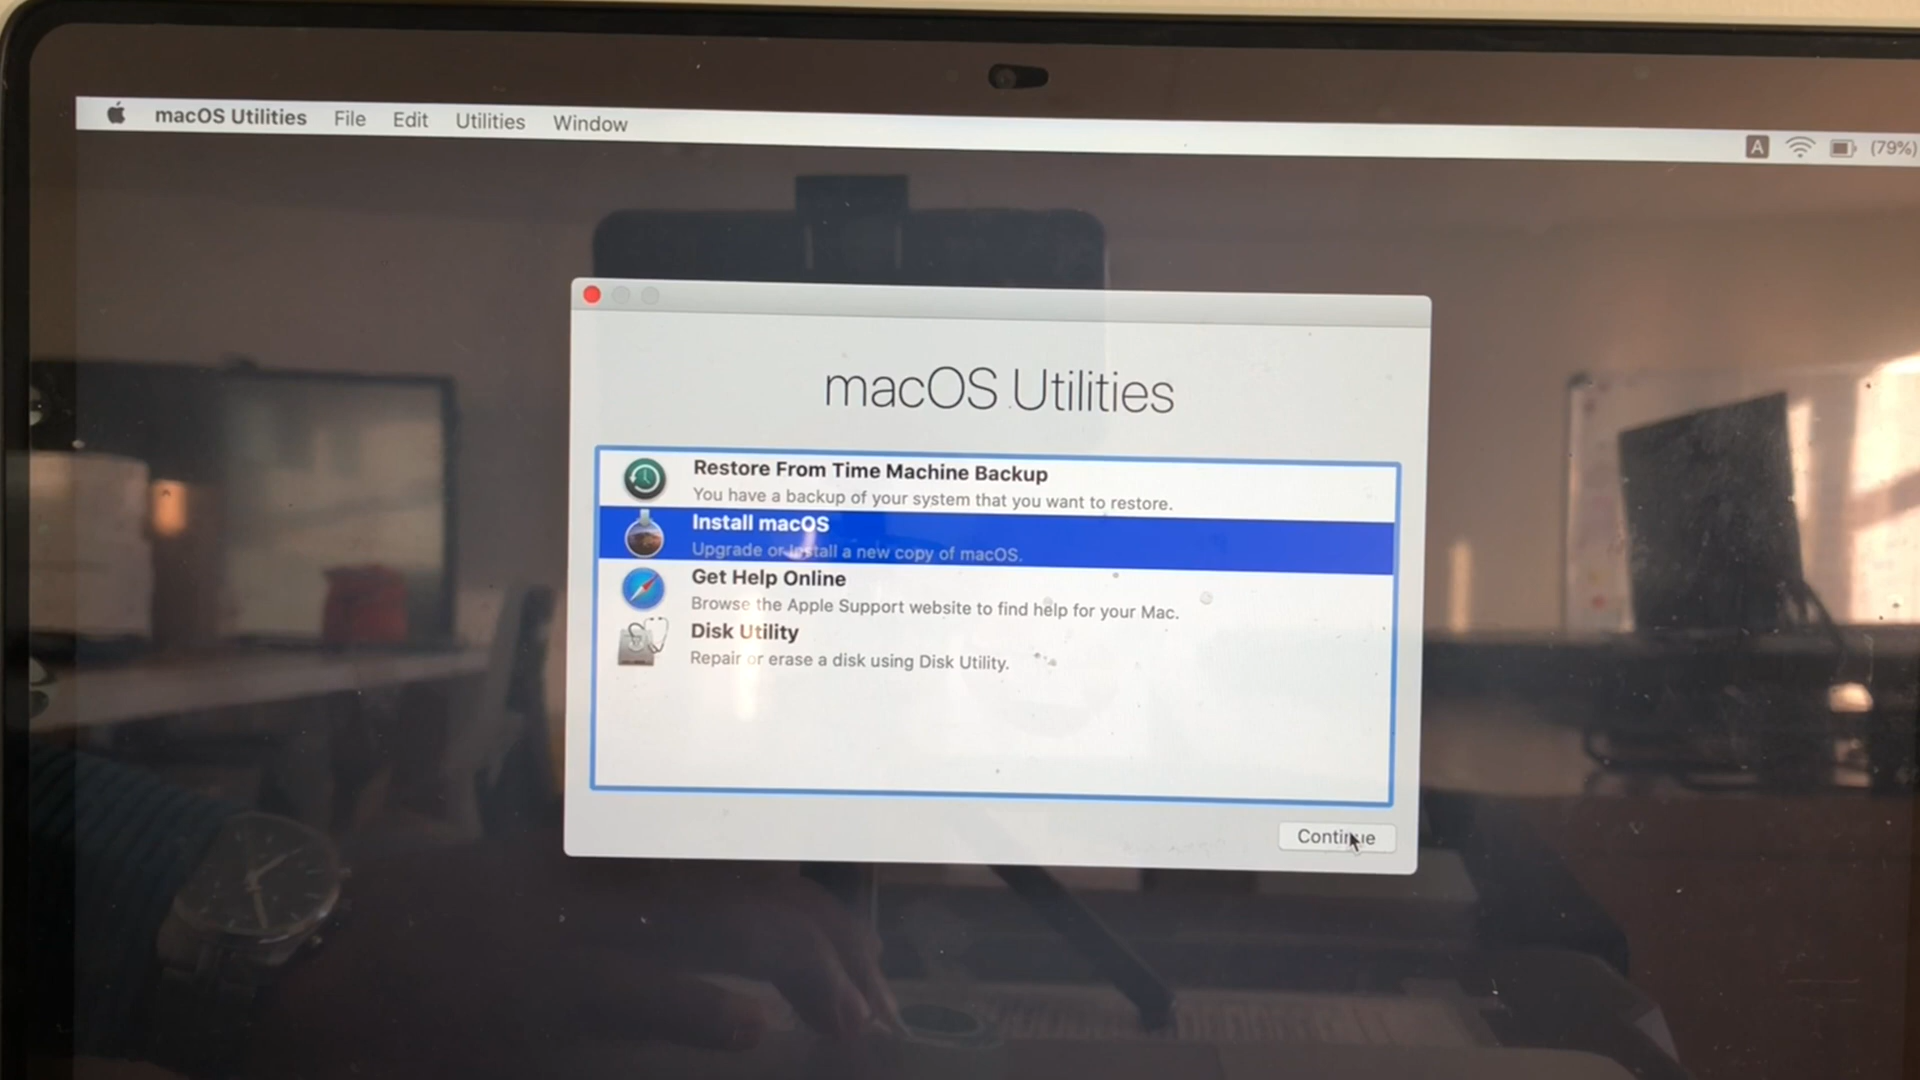 macOS Utilities File Edit Utilities Window A (79%)
macOS Utilities
Restore From Time Machine Backup
You have a backup of your system that you want to restore.
Install macOS
Upgrade or install a new copy of macOS.
Get Help Online
Browse the Apple Support website to find help for your Mac.
Disk Utility
Repair or erase a disk using Disk Utility.
Continue